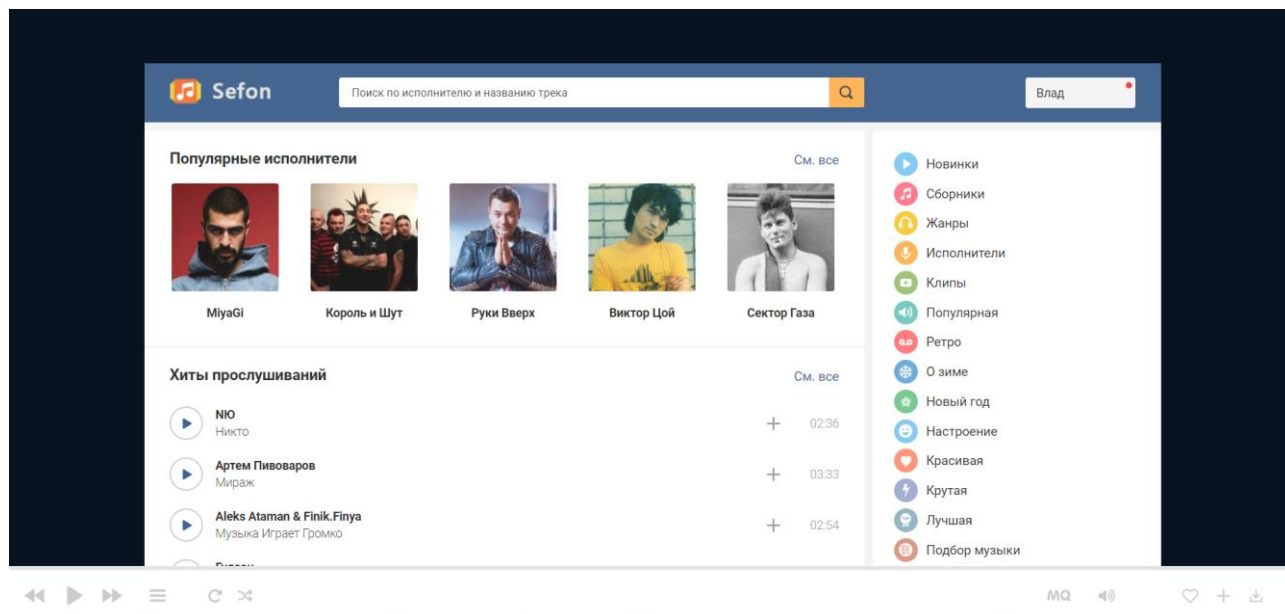 Sefon
Поиск по исполнителю и названию трека
Влад
Популярные исполнители
См. все
MiyaGi
Король и Шут
Руки Вверх
Виктор Цой
Сектор Газа
Хиты прослушиваний
См. все
NЮ
Никто
02:36
Артем Пивоваров
Мираж
03:33
Aleks Ataman & Finik.Finya
Музыка Играет Громко
02:54
Новинки
Сборники
Жанры
Исполнители
Клипы
Популярная
Ретро
О зиме
Новый год
Настроение
Красивая
Крутая
Лучшая
Подбор музыки
MQ